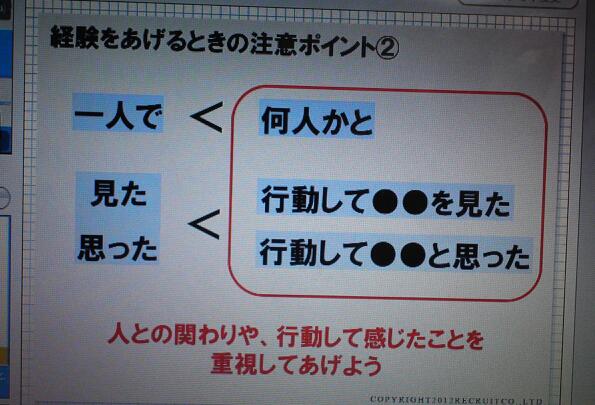 経験をあげるときの注意ポイント②
一人で < 何人かと
見た
思った
<
行動して●●を見た
行動して●●と思った
人との関わりや、行動して感じたことを
重視してあげよう
COPYRIGHT2012RECRUITCO.,LTD